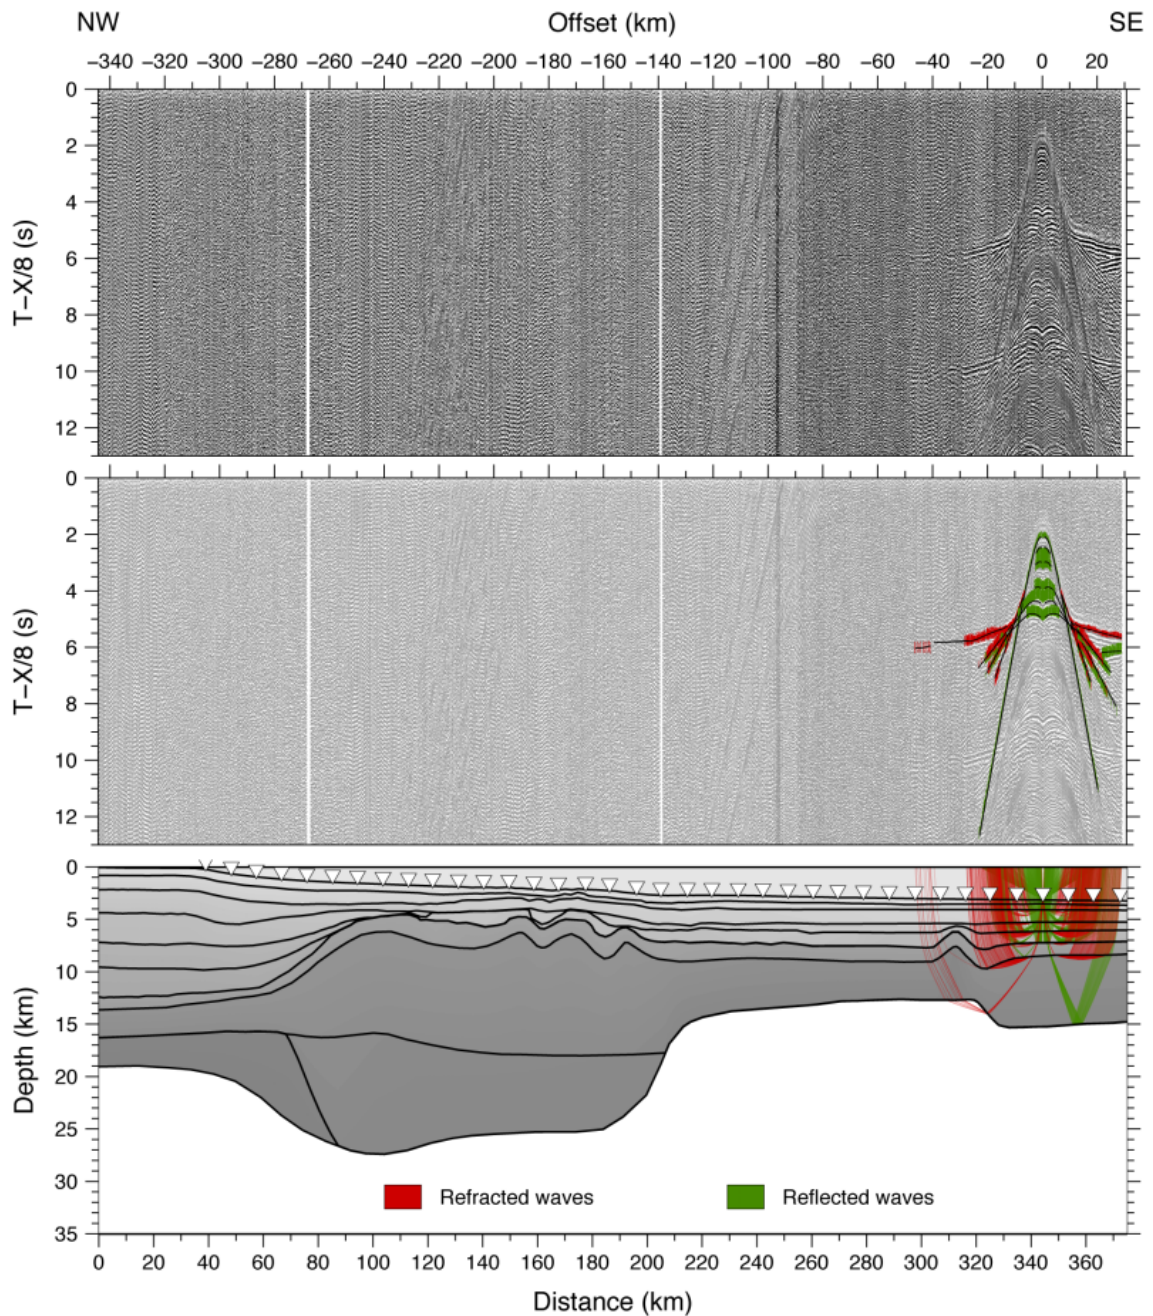 NW Offset (km) SE
−340 −320 −300 −280 −260 −240 −220 −200 −180 −160 −140 −120 −100 −80 −60 −40 −20 0 20
0
2
4
6
8
10
12
T−X/8 (s)
0
2
4
6
8
10
12
T−X/8 (s)
0
5
10
15
20
25
30
35
Depth (km)
Refracted waves Reflected waves
0 20 40 60 80 100 120 140 160 180 200 220 240 260 280 300 320 340 360
Distance (km)